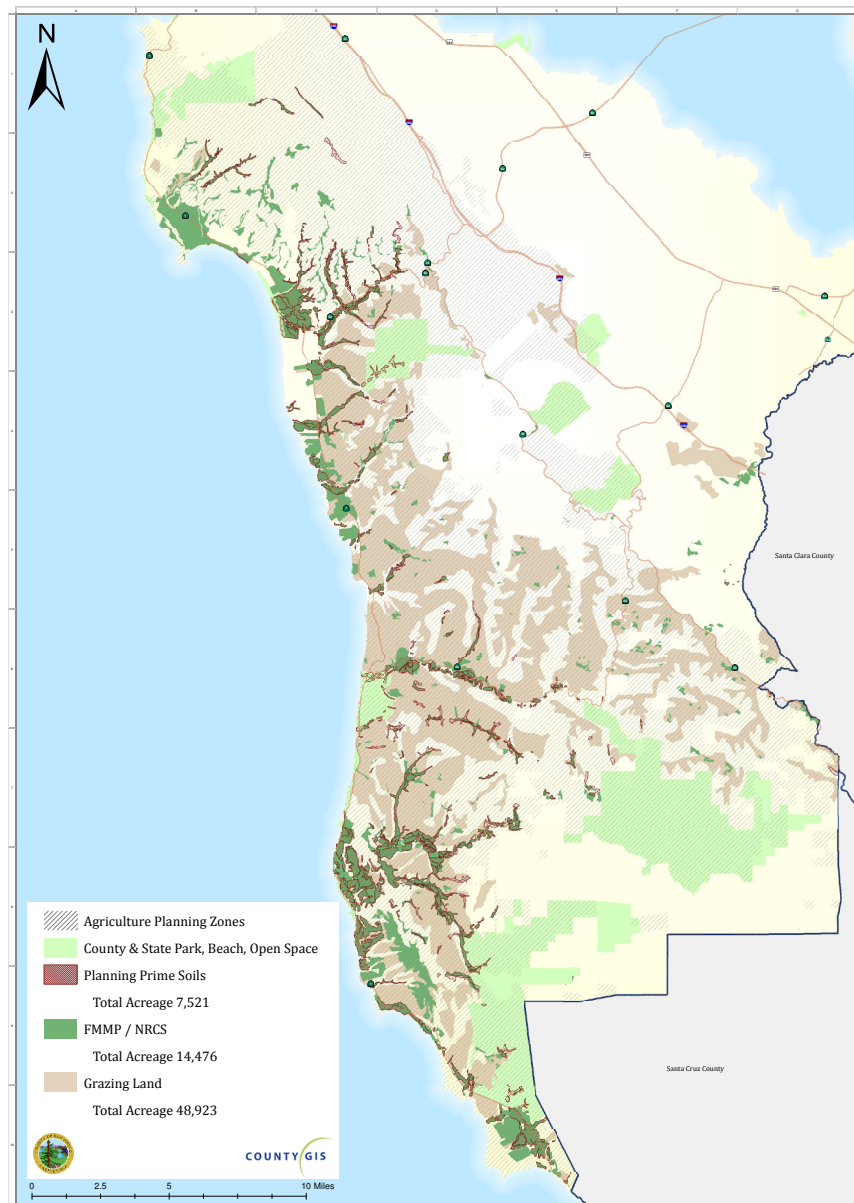 N
Santa Clara County
Agriculture Planning Zones
County & State Park, Beach, Open Space
Planning Prime Soils
Total Acreage 7,521
FMMP / NRCS
Total Acreage 14,476
Grazing Land
Total Acreage 48,923
Santa Cruz County
COUNTY GIS
0 2.5 5 10 Miles